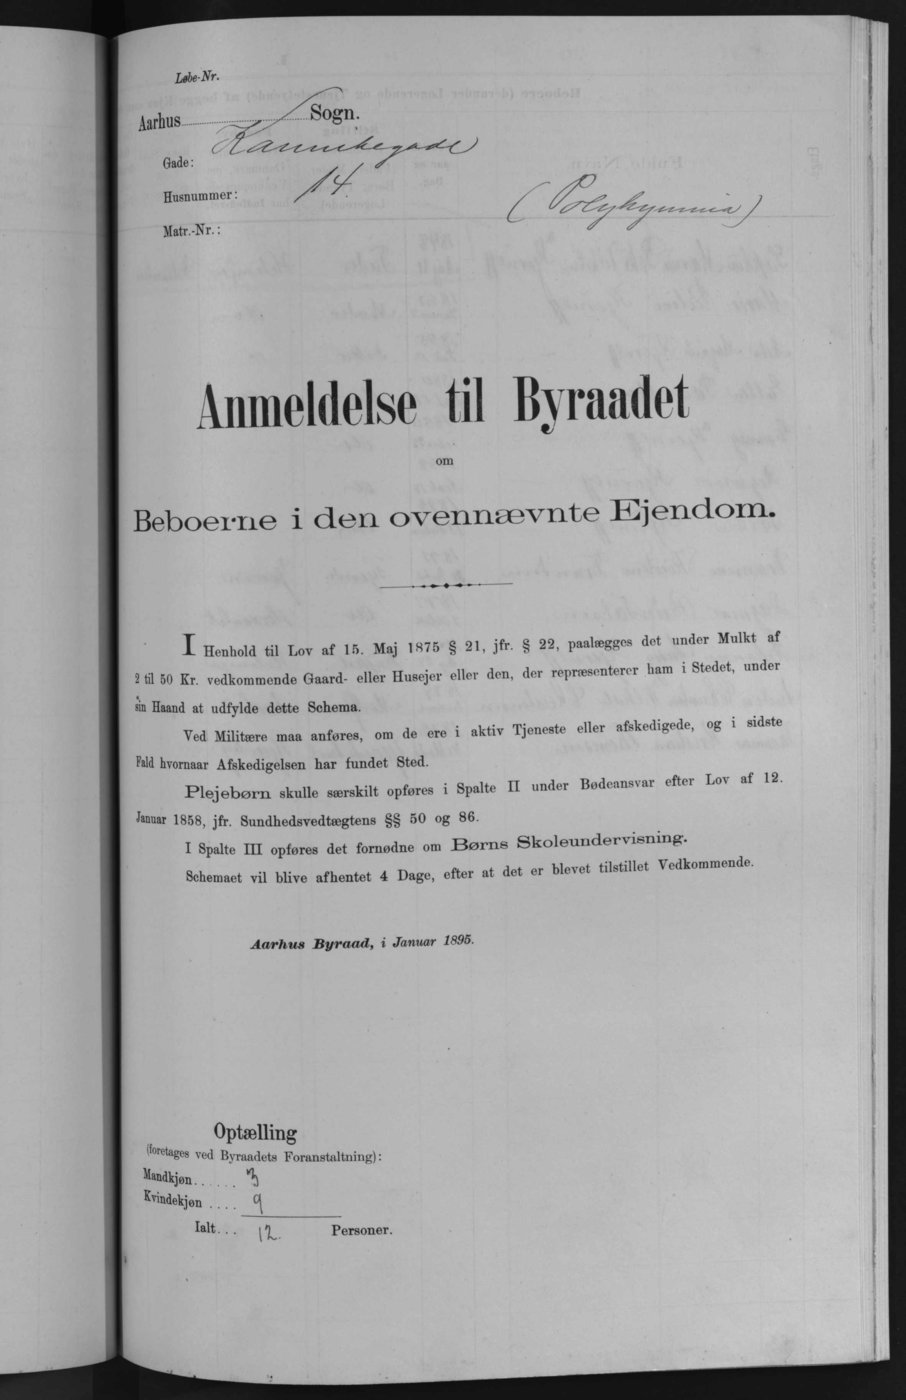 Løbe-Nr.
Aarhus Sogn.
Gade: Kannikegade
Husnummer: 14.
(Polyhymnia)
Matr.-Nr.:
Anmeldelse til Byraadet
om
Beboerne i den ovennævnte Ejendom.
I Henhold til Lov af 15. Maj 1875 § 21, jfr. § 22, paalægges det under Mulkt af
2 til 50 Kr. vedkommende Gaard- eller Husejer eller den, der repræsenterer ham i Stedet, under
sin Haand at udfylde dette Schema.
Ved Militære maa anføres, om de ere i aktiv Tjeneste eller afskedigede, og i sidste
Fald hvornaar Afskedigelsen har fundet Sted.
Plejebørn skulle særskilt opføres i Spalte II under Bødeansvar efter Lov af 12.
Januar 1858, jfr. Sundhedsvedtægtens §§ 50 og 86.
I Spalte III opføres det fornødne om Børns Skoleundervisning.
Schemaet vil blive afhentet 4 Dage, efter at det er blevet tilstillet Vedkommende.
Aarhus Byraad, i Januar 1895.
Optælling
(foretages ved Byraadets Foranstaltning):
Mandkjøn...... 3
Kvindekjøn .... 9
Ialt... 12. Personer.